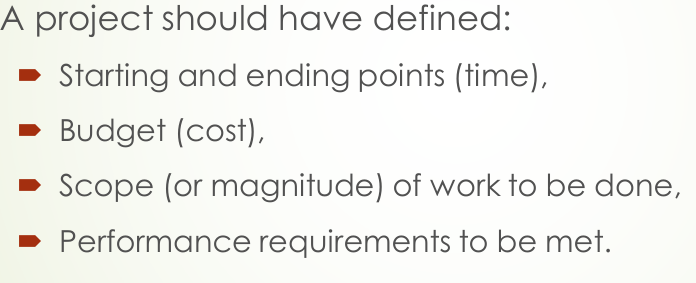 A project should have defined:
Starting and ending points (time),
Budget (cost),
Scope (or magnitude) of work to be done,
Performance requirements to be met.